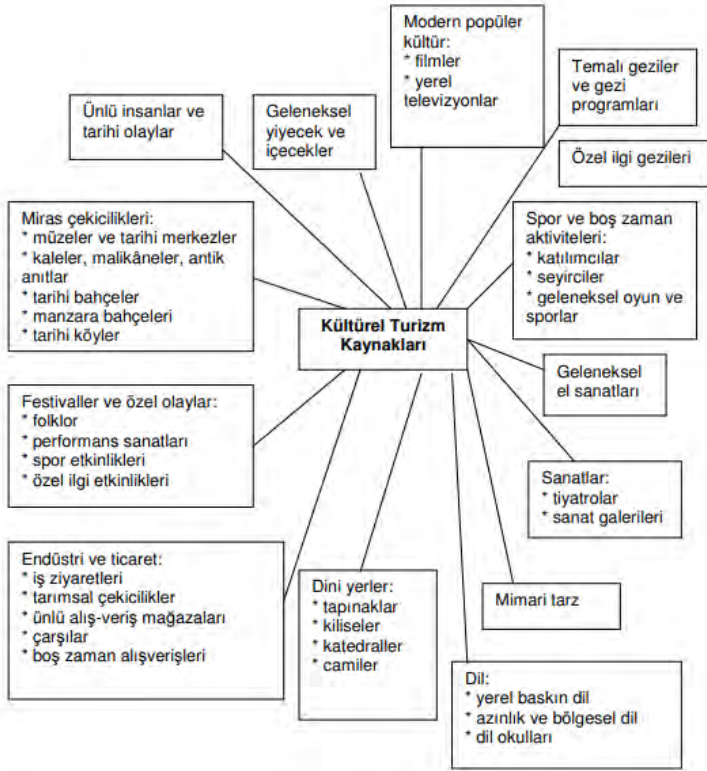 Modern popüler
kültür:
* filmler
* yerel
televizyonlar
Temalı geziler
ve gezi
programları
Ünlü insanlar ve
tarihi olaylar
Geleneksel
yiyecek ve
içecekler
Özel ilgi gezileri
Miras çekicilikleri:
* müzeler ve tarihi merkezler
* kaleler, malikâneler, antik
anıtlar
* tarihi bahçeler
* manzara bahçeleri
* tarihi köyler
Spor ve boş zaman
aktiviteleri:
* katılımcılar
* seyirciler
* geleneksel oyun ve
sporlar
Kültürel Turizm
Kaynakları
Geleneksel
el sanatları
Festivaller ve özel olaylar:
* folklor
* performans sanatları
* spor etkinlikleri
* özel ilgi etkinlikleri
Sanatlar:
* tiyatrolar
* sanat galerileri
Endüstri ve ticaret:
* iş ziyaretleri
* tarımsal çekicilikler
* ünlü alış-veriş mağazaları
* çarşılar
* boş zaman alışverişleri
Dini yerler:
* tapınaklar
* kiliseler
* katedraller
* camiler
Mimari tarz
Dil:
* yerel baskın dil
* azınlık ve bölgesel dil
* dil okulları